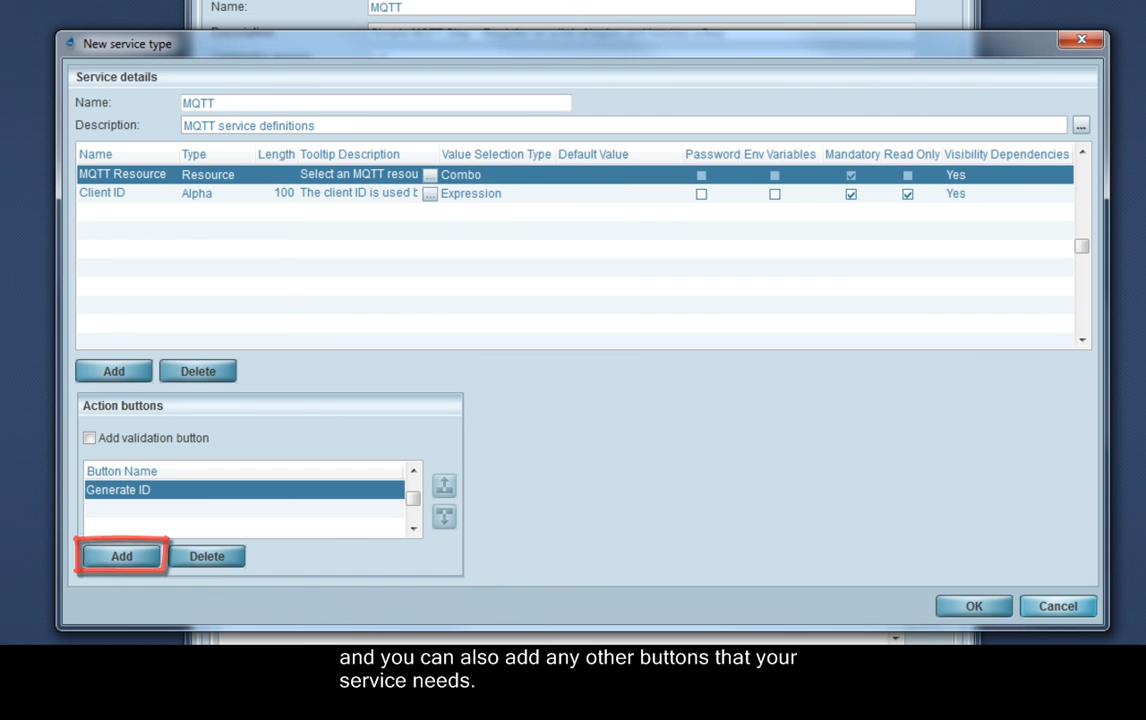 Name: MQTT
New service type
Service details
Name: MQTT
Description: MQTT service definitions ...
Name Type Length Tooltip Description Value Selection Type Default Value Password Env Variables Mandatory Read Only Visibility Dependencies
MQTT Resource Resource Select an MQTT resou ... Combo Yes
Client ID Alpha 100 The client ID is used b ... Expression Yes
Add Delete
Action buttons
Add validation button
Button Name
Generate ID
Add Delete
OK Cancel
and you can also add any other buttons that your
service needs.